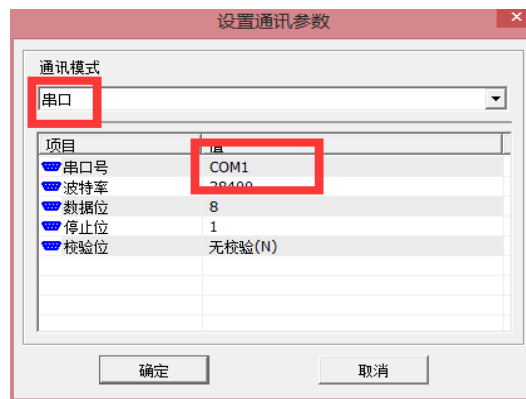 设置通讯参数
通讯模式
串口
项目 值
串口号 COM1
波特率 38400
数据位 8
停止位 1
校验位 无校验(N)
确定 取消